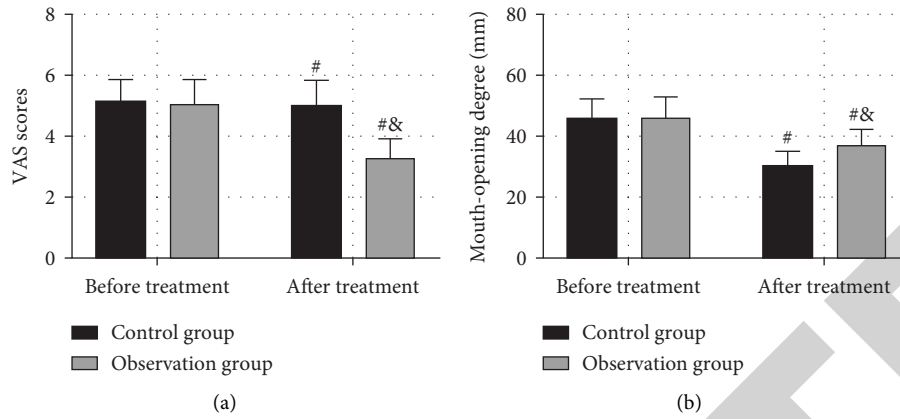 VAS scores
8
6
4
2
0
#
#&
Before treatment
After treatment
Control group
Observation group
(a)
Mouth-opening degree (mm)
80
60
40
20
0
#
#&
Before treatment
After treatment
Control group
Observation group
(b)